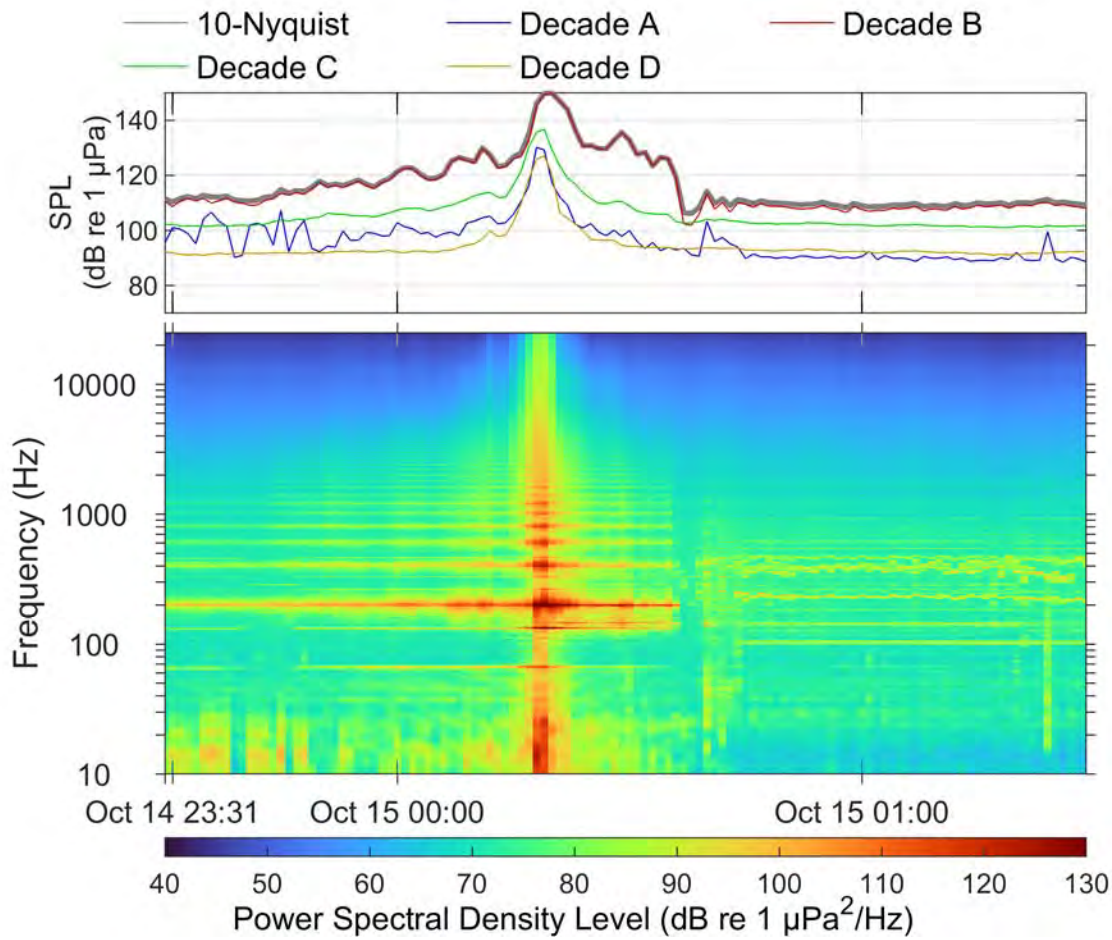 10-Nyquist Decade A Decade B
Decade C Decade D
SPL
(dB re 1 µPa)
140
120
100
80
Frequency (Hz)
10000
1000
100
10
Oct 14 23:31 Oct 15 00:00 Oct 15 01:00
40 50 60 70 80 90 100 110 120 130
Power Spectral Density Level (dB re 1 µPa²/Hz)